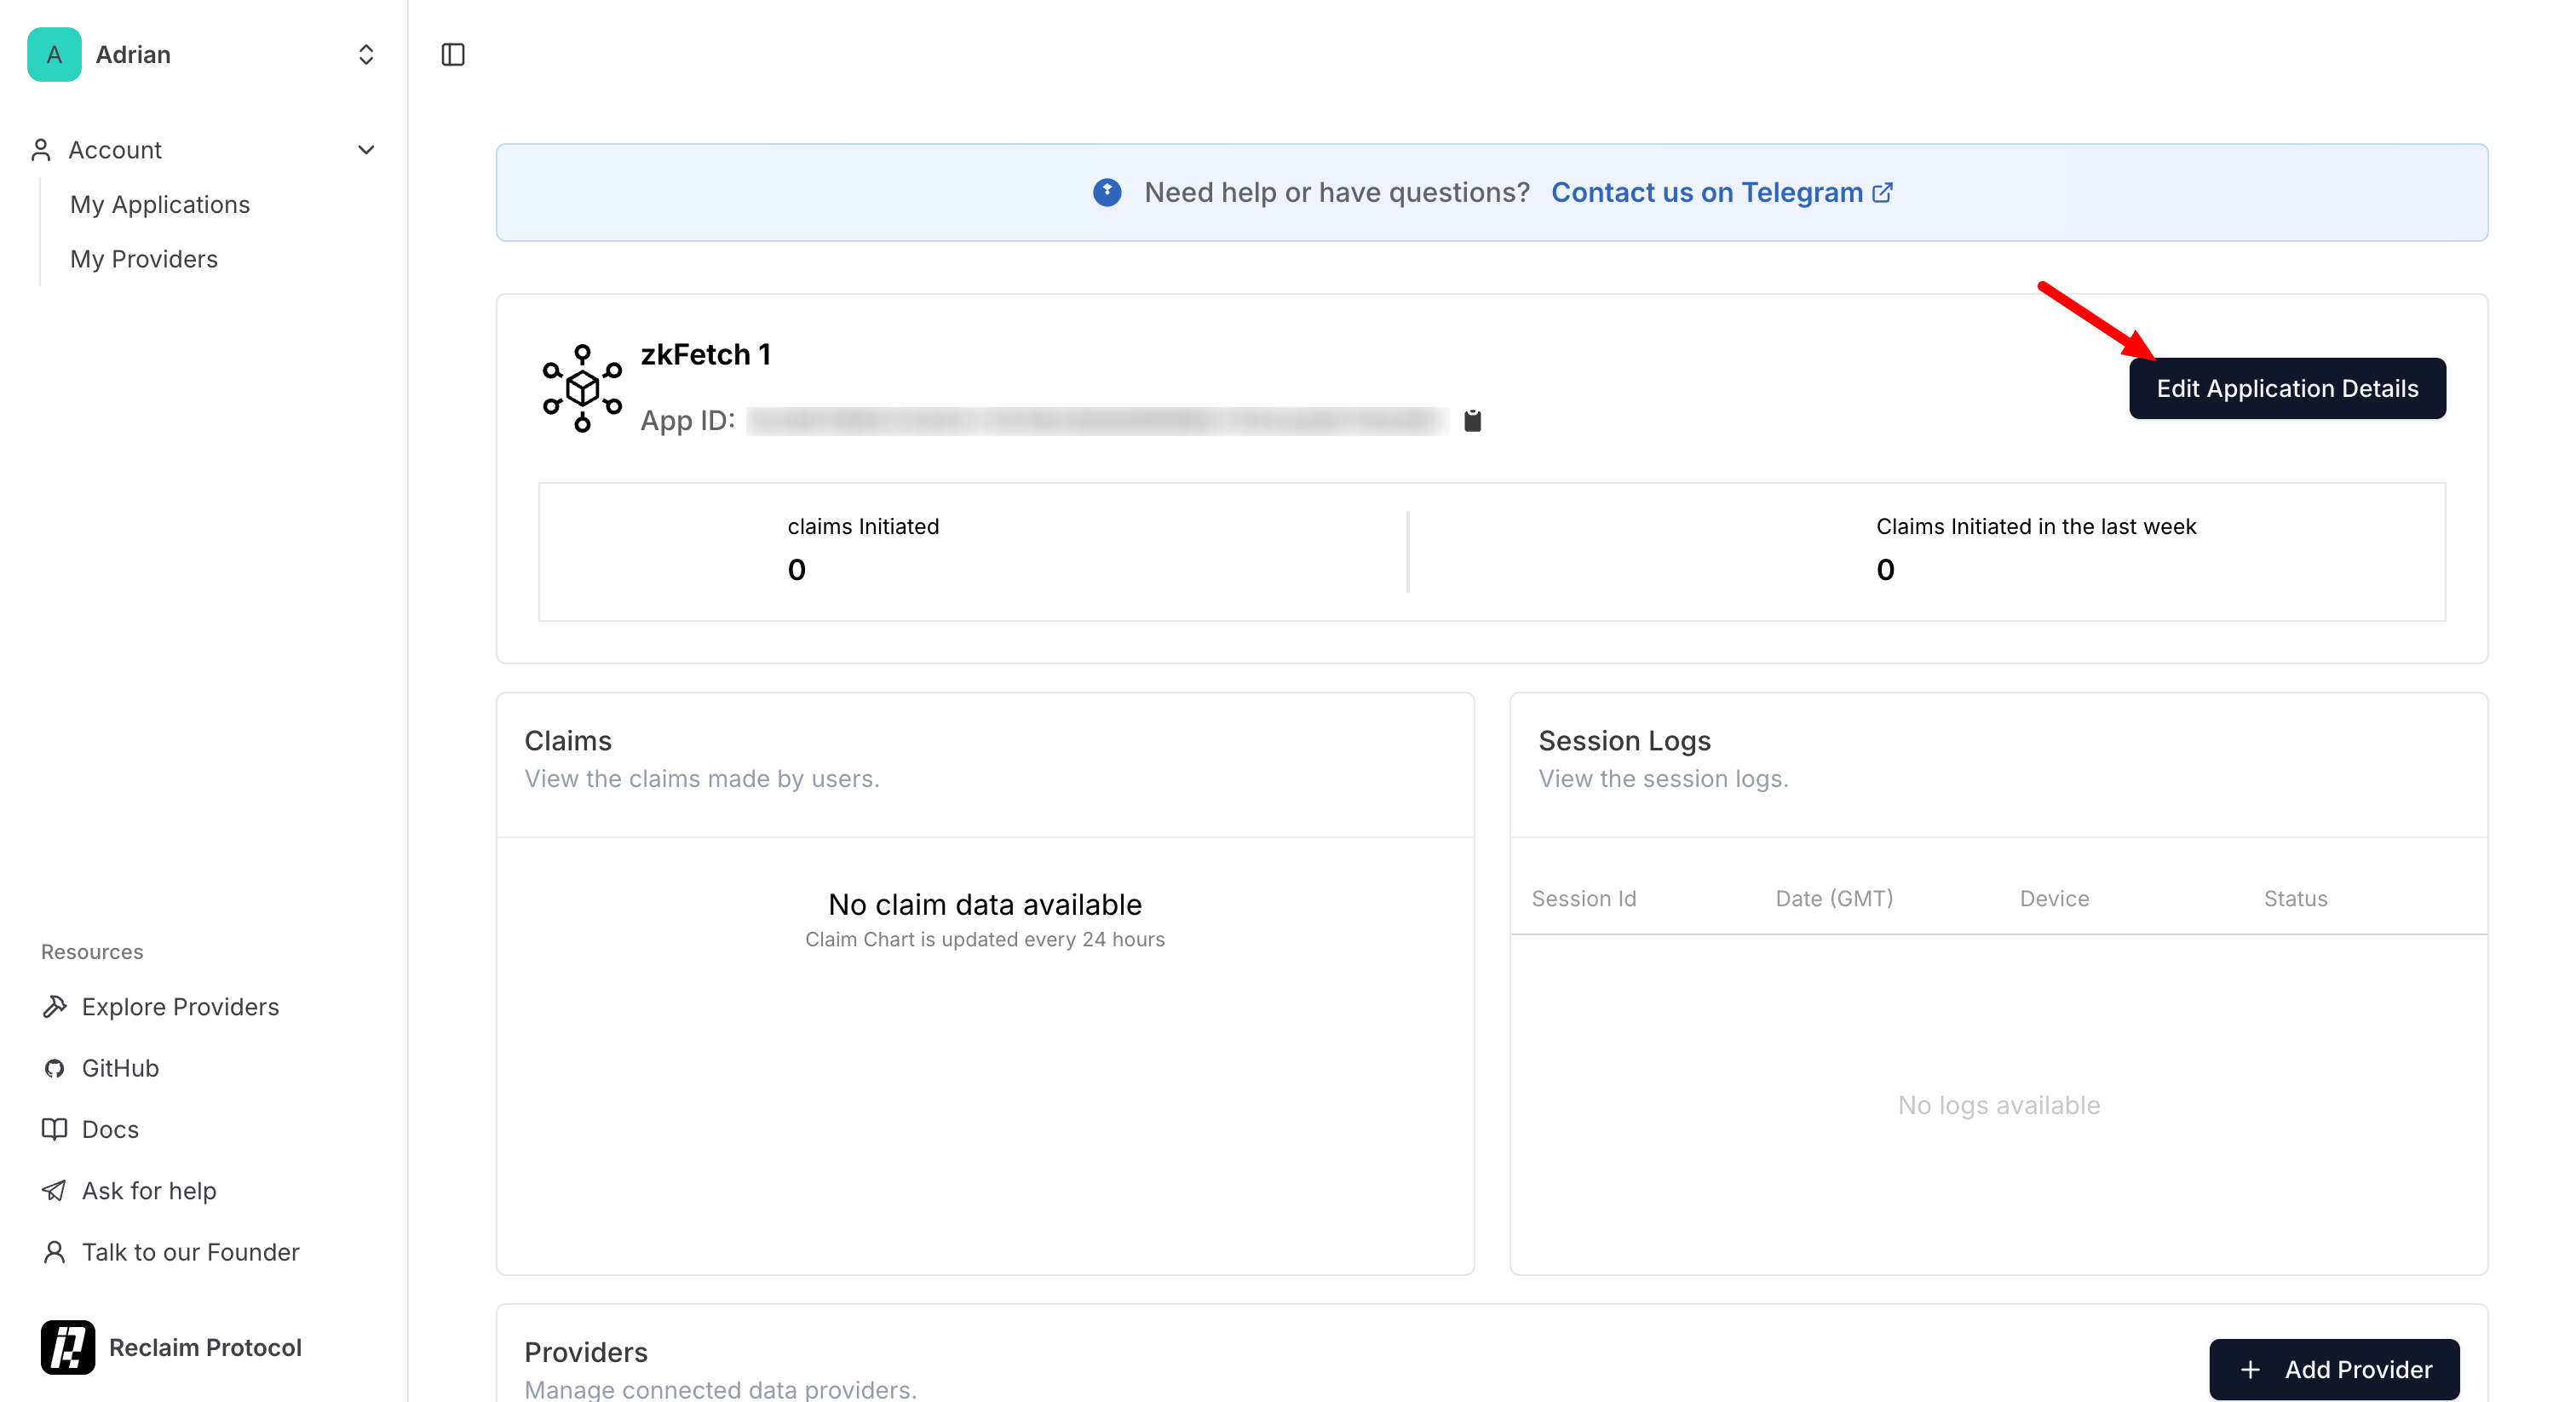 A Adrian
Account
My Applications
My Providers
Need help or have questions? Contact us on Telegram
zkFetch 1
App ID:
Edit Application Details
claims Initiated
0
Claims Initiated in the last week
0
Claims
View the claims made by users.
No claim data available
Claim Chart is updated every 24 hours
Session Logs
View the session logs.
Session Id Date (GMT) Device Status
No logs available
Resources
Explore Providers
GitHub
Docs
Ask for help
Talk to our Founder
Reclaim Protocol
Providers
Manage connected data providers.
+ Add Provider